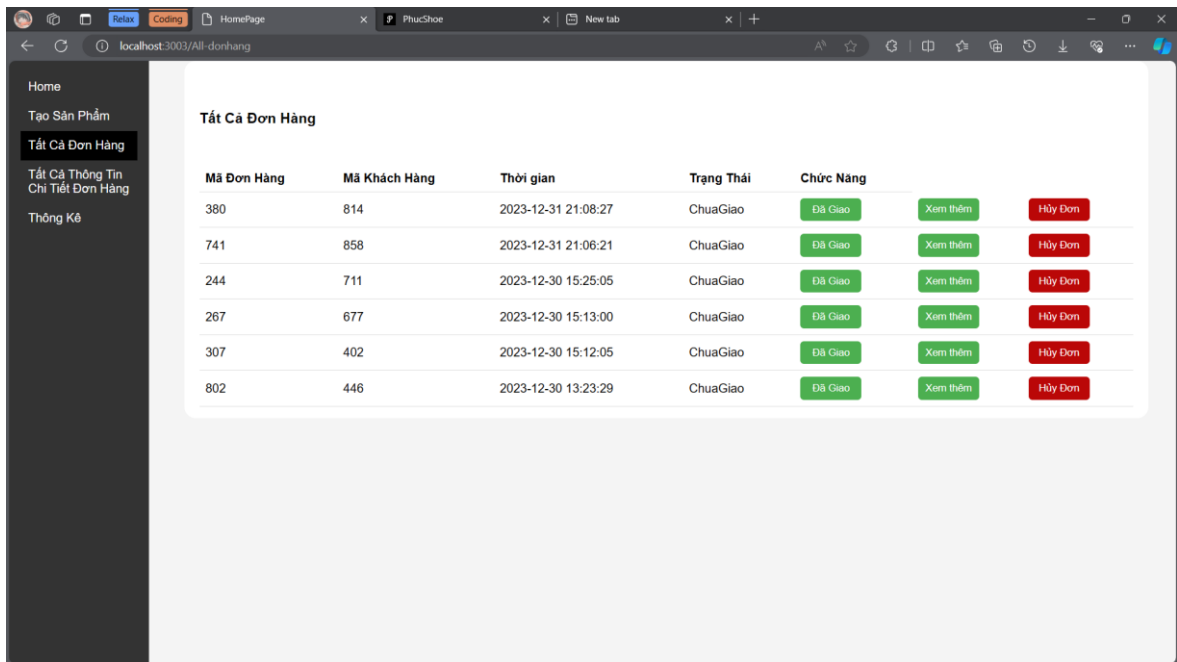 Relax Coding HomePage PhucShoe New tab
localhost:3003/All-donhang
Home
Tạo Sản Phẩm
Tất Cả Đơn Hàng
Tất Cả Thông Tin
Chi Tiết Đơn Hàng
Thông Kê
Tất Cả Đơn Hàng
Mã Đơn Hàng Mã Khách Hàng Thời gian Trạng Thái Chức Năng
380 814 2023-12-31 21:08:27 ChuaGiao Đã Giao Xem thêm Hủy Đơn
741 858 2023-12-31 21:06:21 ChuaGiao Đã Giao Xem thêm Hủy Đơn
244 711 2023-12-30 15:25:05 ChuaGiao Đã Giao Xem thêm Hủy Đơn
267 677 2023-12-30 15:13:00 ChuaGiao Đã Giao Xem thêm Hủy Đơn
307 402 2023-12-30 15:12:05 ChuaGiao Đã Giao Xem thêm Hủy Đơn
802 446 2023-12-30 13:23:29 ChuaGiao Đã Giao Xem thêm Hủy Đơn